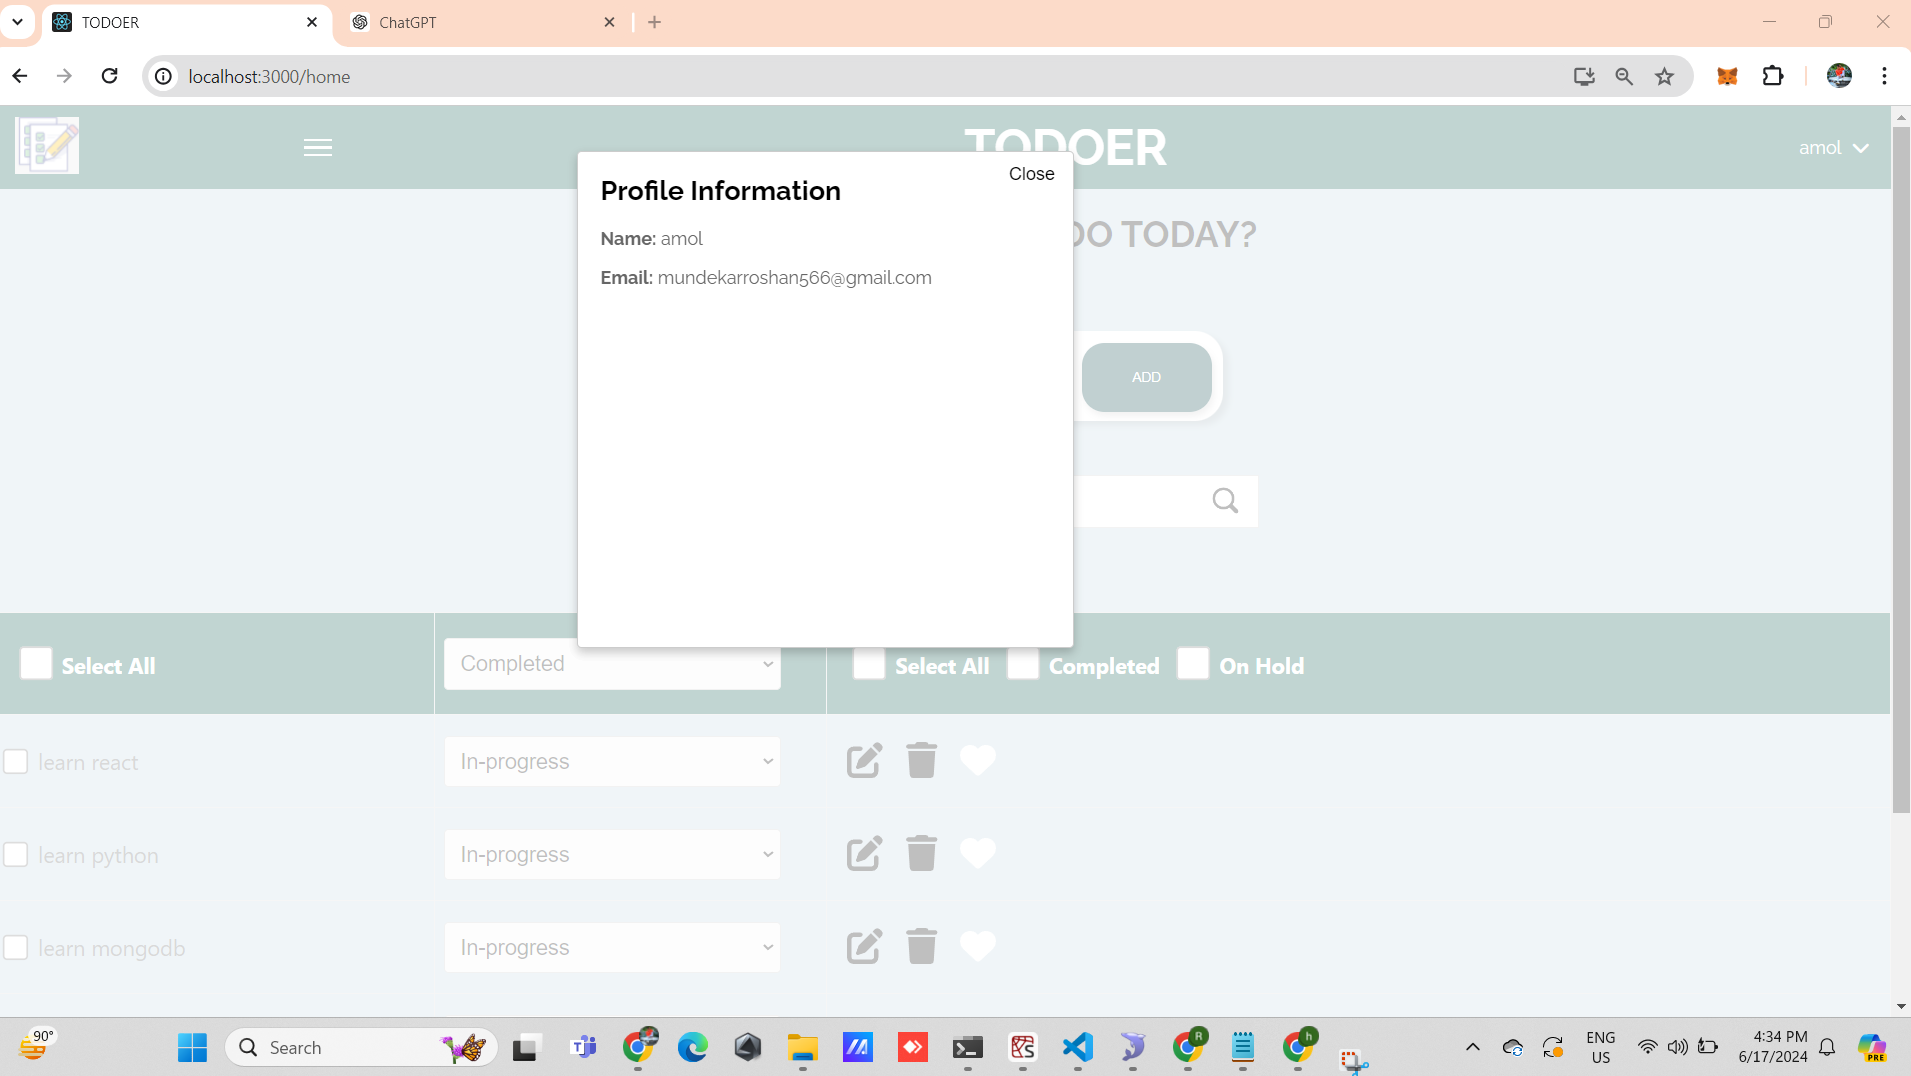 TODOER
ChatGPT
localhost:3000/home
TODOER
amol
Close
Profile Information
Name: amol
Email: mundekarroshan566@gmail.com
DO TODAY?
ADD
Select All
Completed
Select All
Completed
On Hold
learn react
In-progress
learn python
In-progress
learn mongodb
In-progress
90°
Search
R
h
ENG
US
4:34 PM
6/17/2024
PRE